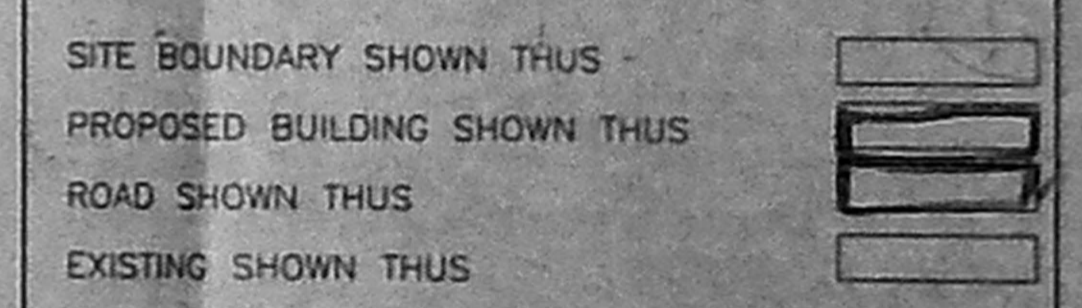 SITE BOUNDARY SHOWN THUS -
PROPOSED BUILDING SHOWN THUS
ROAD SHOWN THUS
EXISTING SHOWN THUS